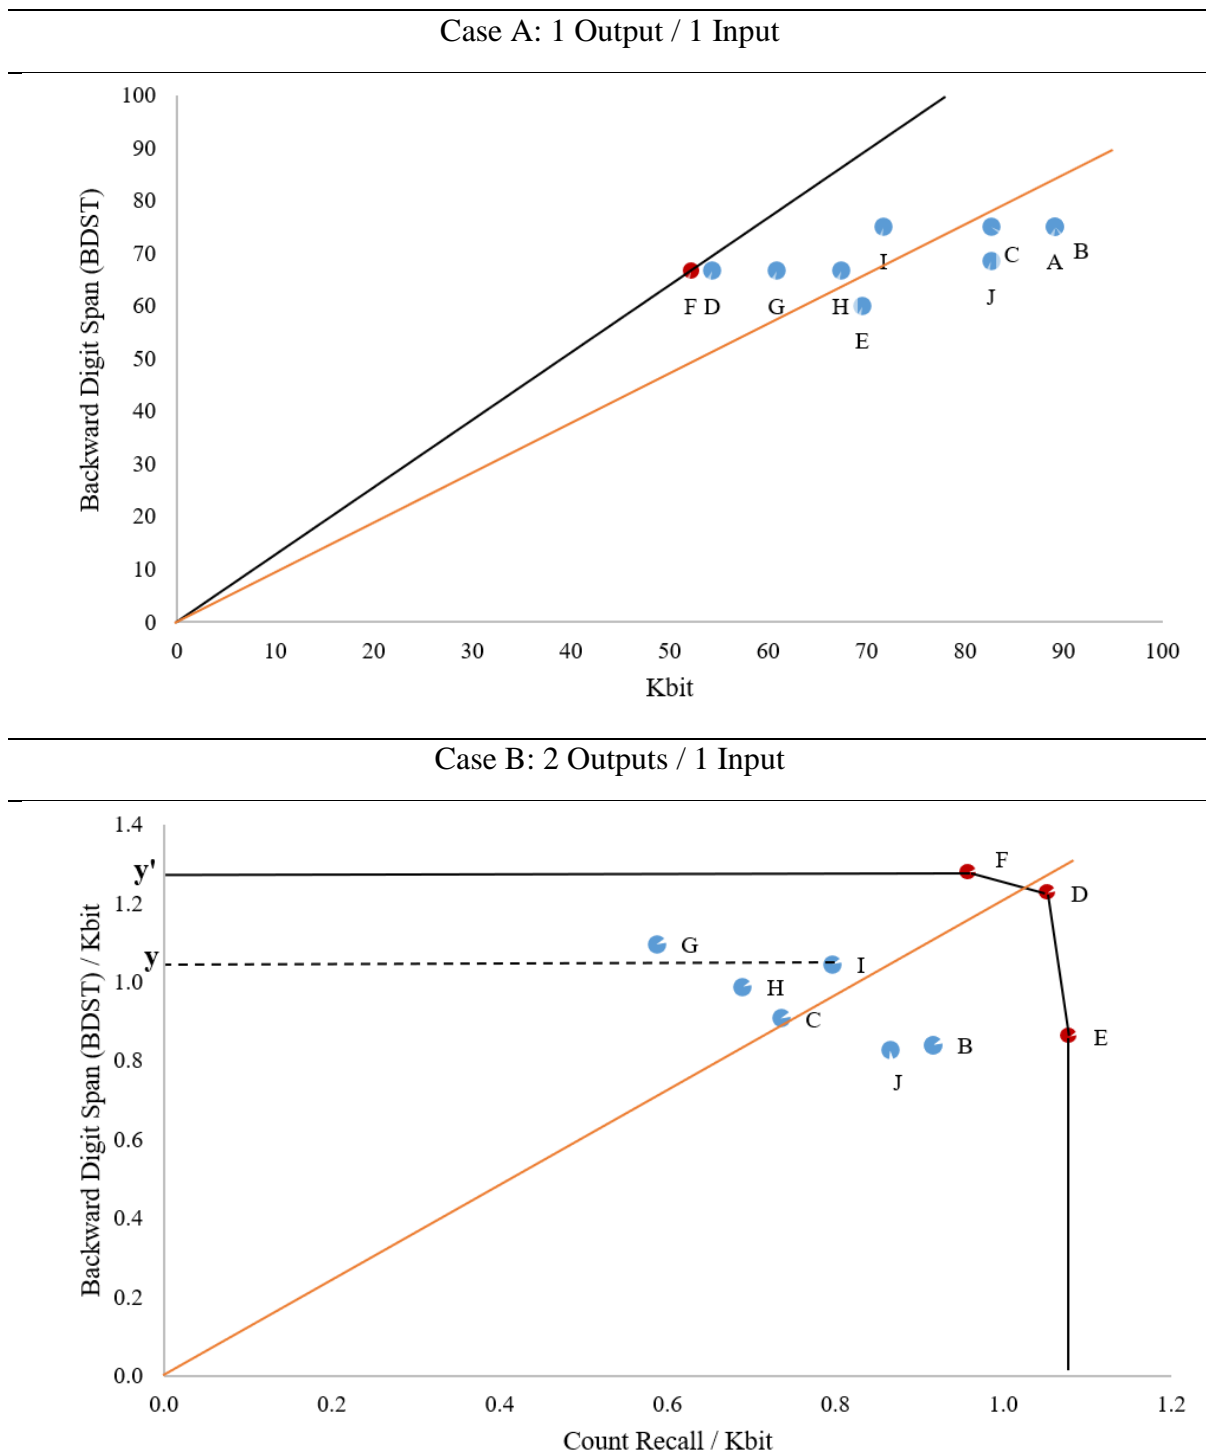 Case A: 1 Output / 1 Input
100
90
80
70
60
50
40
30
20
10
0
Backward Digit Span (BDST)
F D G H I E C J A B
0 10 20 30 40 50 60 70 80 90 100
Kbit
Case B: 2 Outputs / 1 Input
1.4
y'
1.2
y
1.0
0.8
0.6
0.4
0.2
0.0
Backward Digit Span (BDST) / Kbit
F
D
G
I
H
C
B
E
J
0.0 0.2 0.4 0.6 0.8 1.0 1.2
Count Recall / Kbit